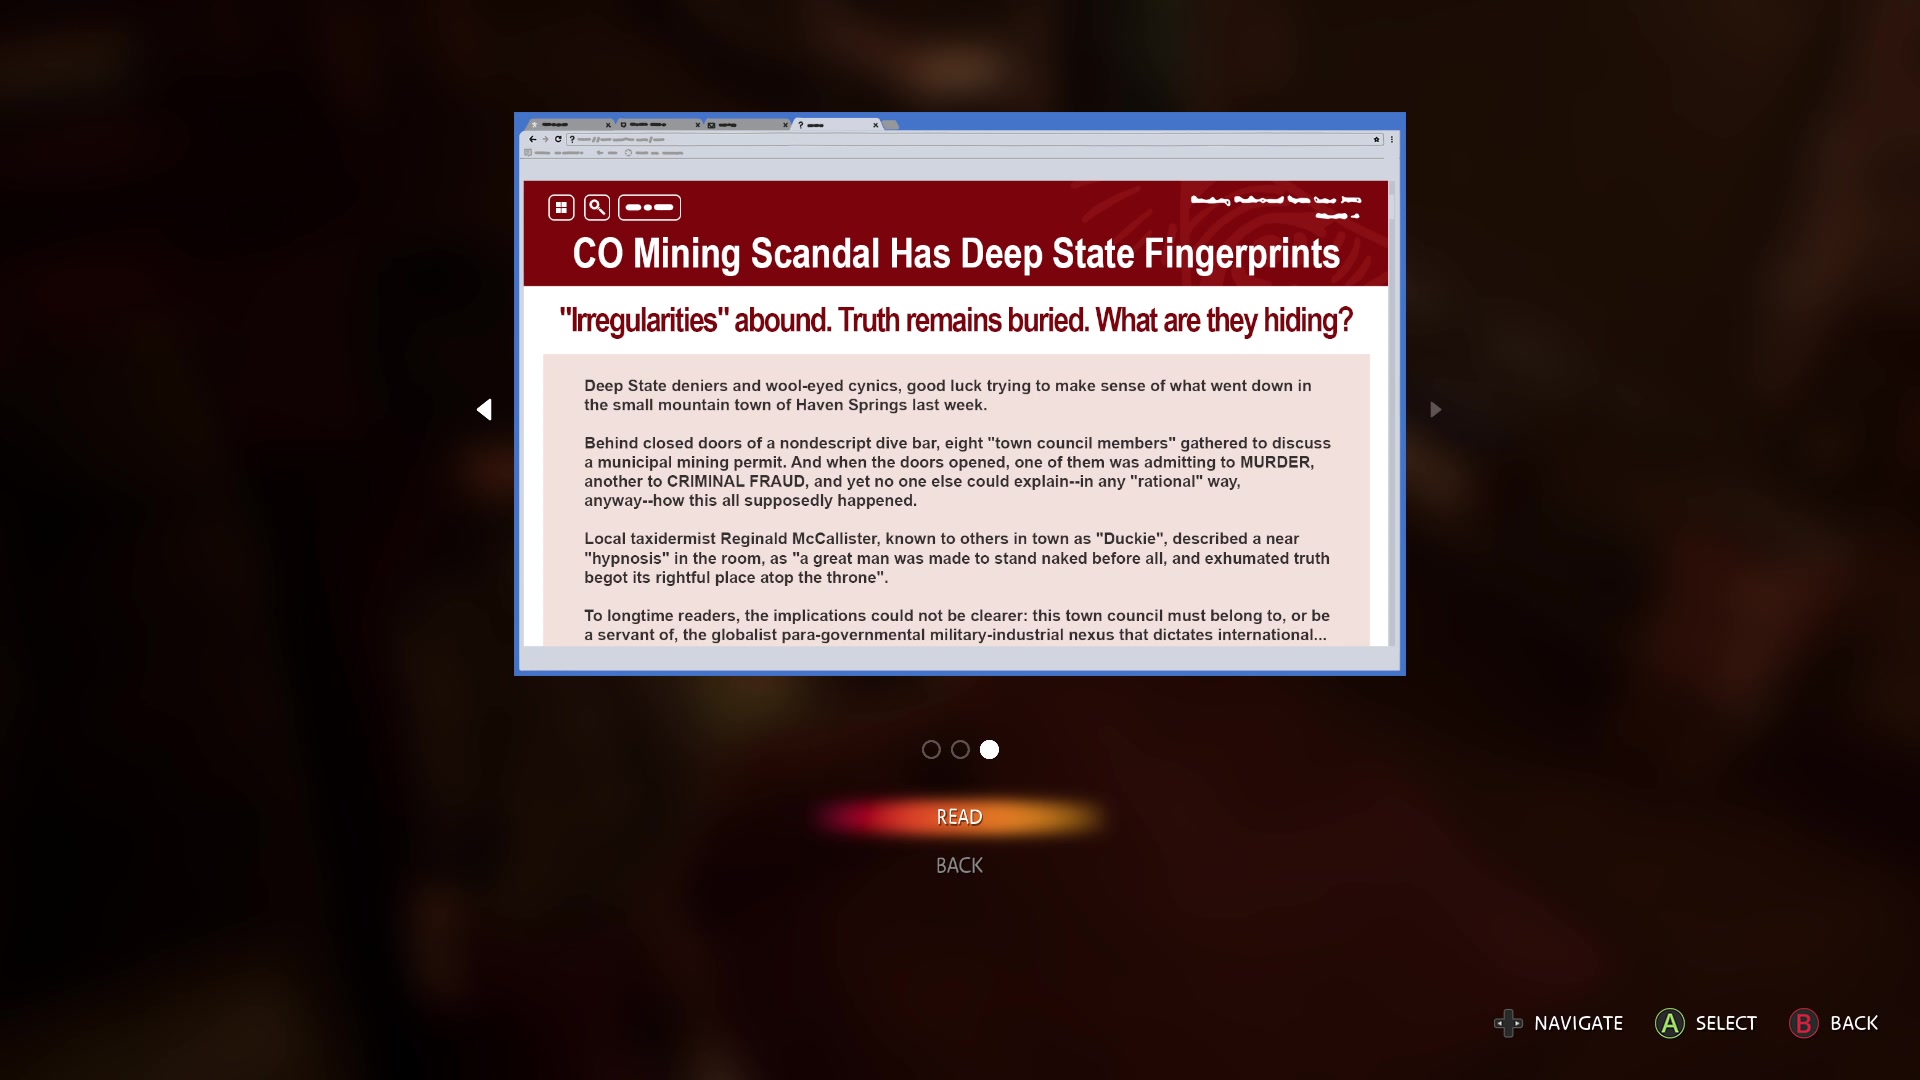 CO Mining Scandal Has Deep State Fingerprints
"Irregularities" abound. Truth remains buried. What are they hiding?
Deep State deniers and wool-eyed cynics, good luck trying to make sense of what went down in
the small mountain town of Haven Springs last week.
Behind closed doors of a nondescript dive bar, eight "town council members" gathered to discuss
a municipal mining permit. And when the doors opened, one of them was admitting to MURDER,
another to CRIMINAL FRAUD, and yet no one else could explain--in any "rational" way,
anyway--how this all supposedly happened.
Local taxidermist Reginald McCallister, known to others in town as "Duckie", described a near
"hypnosis" in the room, as "a great man was made to stand naked before all, and exhumated truth
begot its rightful place atop the throne".
To longtime readers, the implications could not be clearer: this town council must belong to, or be
a servant of, the globalist para-governmental military-industrial nexus that dictates international...
READ
BACK
NAVIGATE A SELECT B BACK